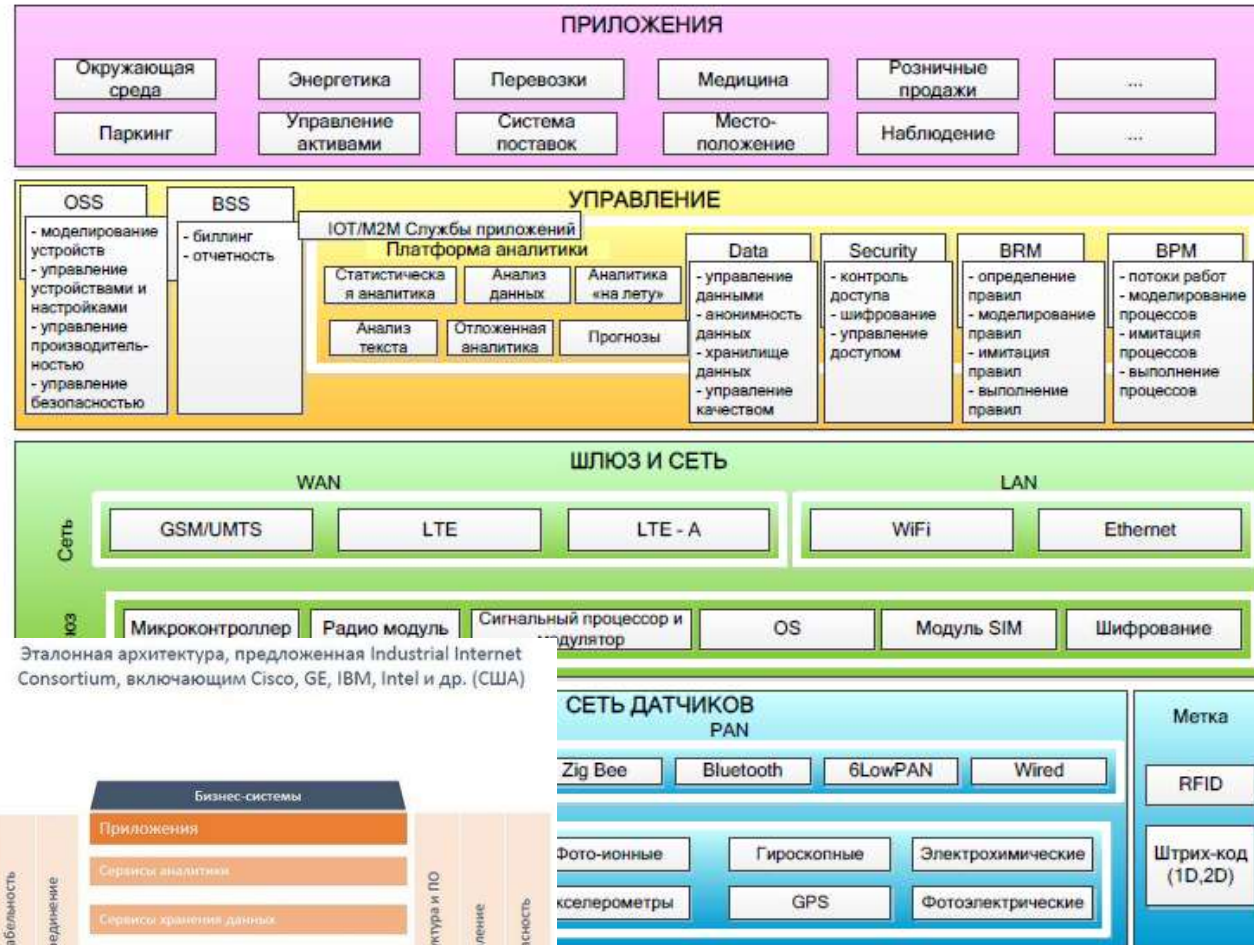 ПРИЛОЖЕНИЯ
Окружающая
среда
Энергетика
Перевозки
Медицина
Розничные
продажи
...
Паркинг
Управление
активами
Система
поставок
Место-
положение
Наблюдение
...
УПРАВЛЕНИЕ
OSS
- моделирование
устройств
- управление
устройствами и
настройками
- управление
производитель-
ностью
- управление
безопасностью
BSS
- биллинг
- отчетность
IOT/M2M Службы приложений
Платформа аналитики
Статистическа
я аналитика
Анализ
данных
Аналитика
«на лету»
Анализ
текста
Отложенная
аналитика
Прогнозы
Data
- управление
данными
- анонимность
данных
- хранилище
данных
- управление
качеством
Security
- контроль
доступа
- шифрование
- управление
доступом
BRM
- определение
правил
- моделирование
правил
- имитация
правил
- выполнение
правил
BPM
- потоки работ
- моделирование
процессов
- имитация
процессов
- выполнение
процессов
ШЛЮЗ И СЕТЬ
WAN
LAN
Сеть
GSM/UMTS
LTE
LTE - A
WiFi
Ethernet
Микроконтроллер
Радио модуль
Сигнальный процессор и
модулятор
OS
Модуль SIM
Шифрование
Эталонная архитектура, предложенная Industrial Internet
Consortium, включающим Cisco, GE, IBM, Intel и др. (США)
Бизнес-системы
Приложения
Сервисы аналитики
Сервисы хранения данных
СЕТЬ ДАТЧИКОВ
PAN
Zig Bee
Bluetooth
6LowPAN
Wired
Фото-ионные
Гироскопные
Электрохимические
кселерометры
GPS
Фотоэлектрические
Метка
RFID
Штрих-код
(1D,2D)